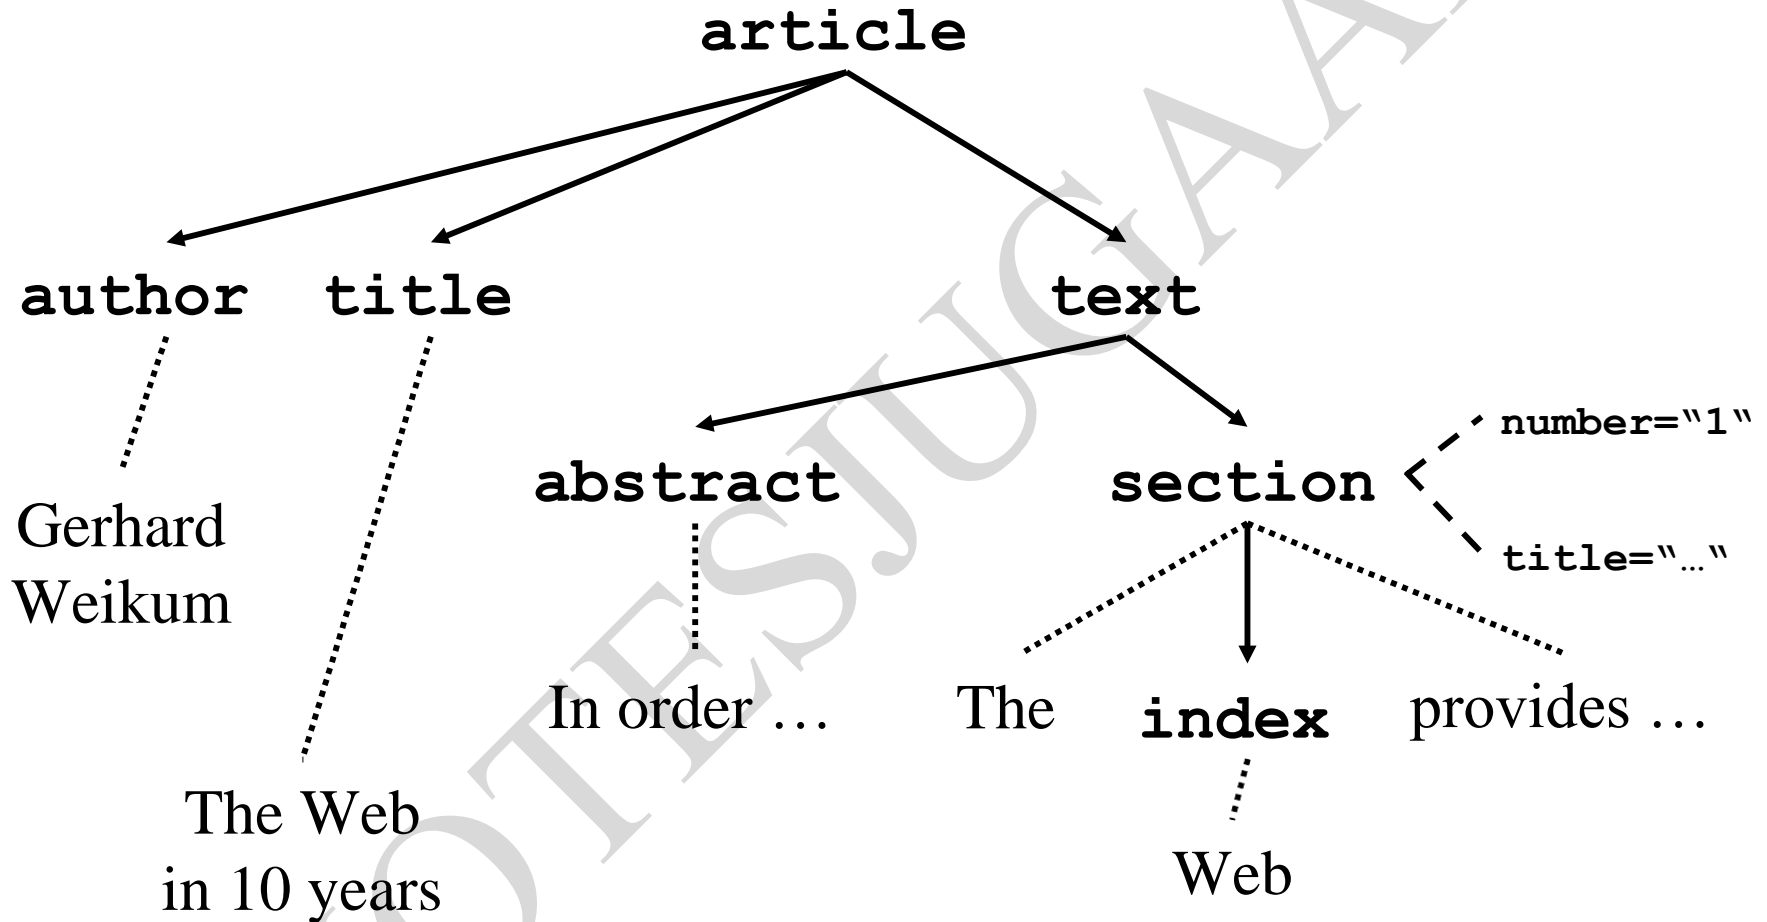 article
author title text
number=“1“
abstract section
title=“…“
Gerhard
Weikum
In order … The index provides …
The Web
in 10 years
Web
OTESJUGAA